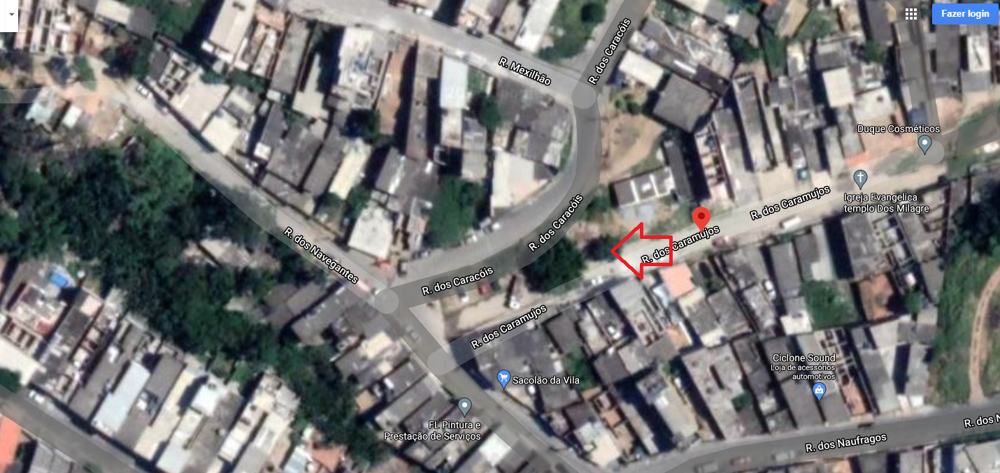 Fazer login
R. dos Caracóis
R. Mexilhão
Duque Cosméticos
Igreja Evangelica
templo Dos Milagre
R. dos Caramujos
R. dos Caracóis
R. dos Caramujos
R. dos Navegantes
R. dos Caracóis
R. dos Caramujos
Ciclone Sound
Loja de acessórios
automotivos
Sacolão da Vila
FL Pintura e
Prestação de Serviços
R. dos Naufragos
R. dos N